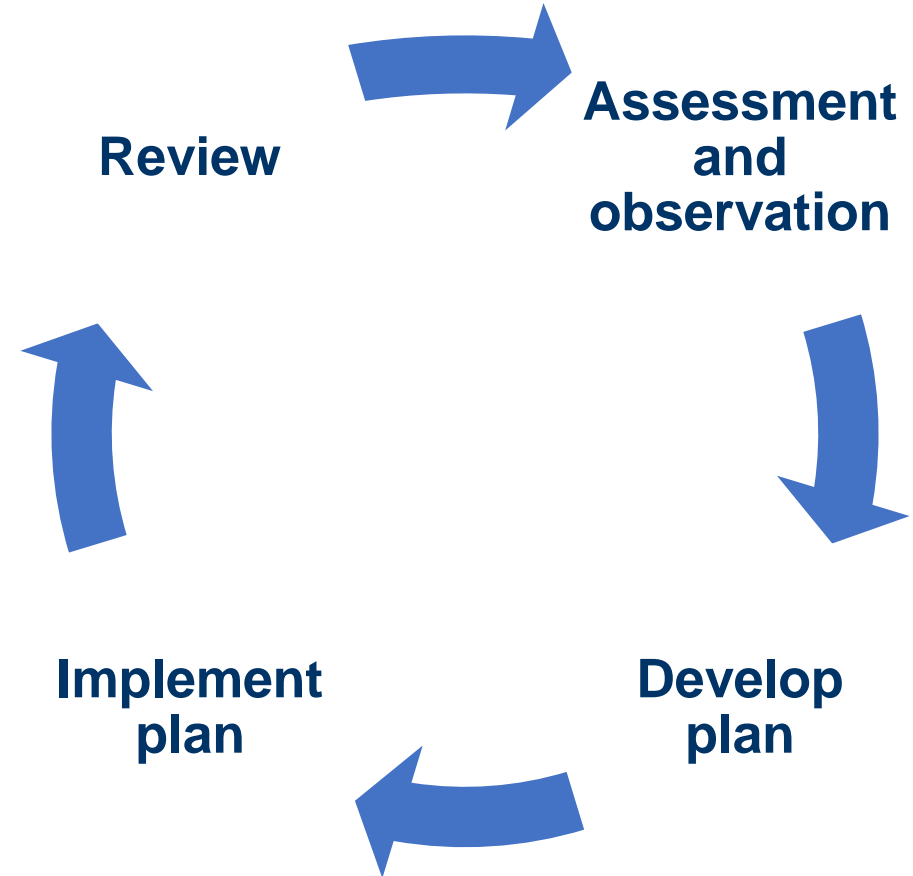 Review
Assessment
and
observation
Implement
plan
Develop
plan